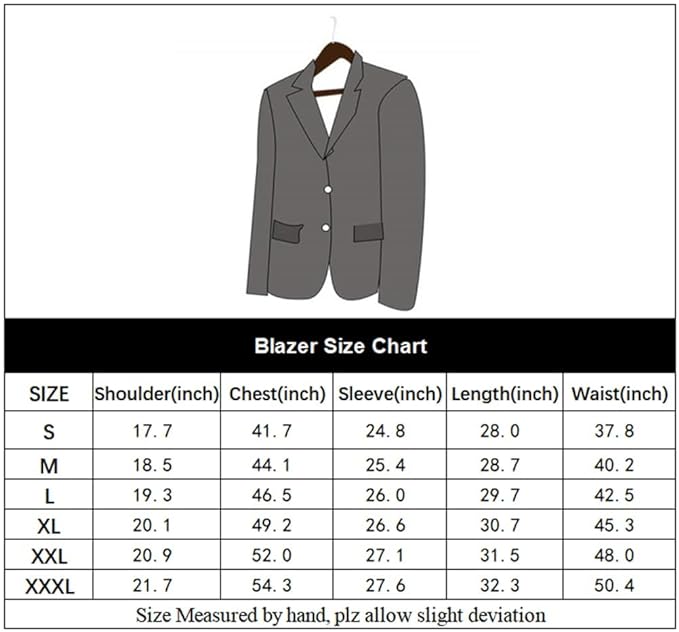 Blazer Size Chart
SIZE Shoulder(inch) Chest(inch) Sleeve(inch) Length(inch) Waist(inch)
S 17.7 41.7 24.8 28.0 37.8
M 18.5 44.1 25.4 28.7 40.2
L 19.3 46.5 26.0 29.7 42.5
XL 20.1 49.2 26.6 30.7 45.3
XXL 20.9 52.0 27.1 31.5 48.0
XXXL 21.7 54.3 27.6 32.3 50.4
Size Measured by hand, plz allow slight deviation